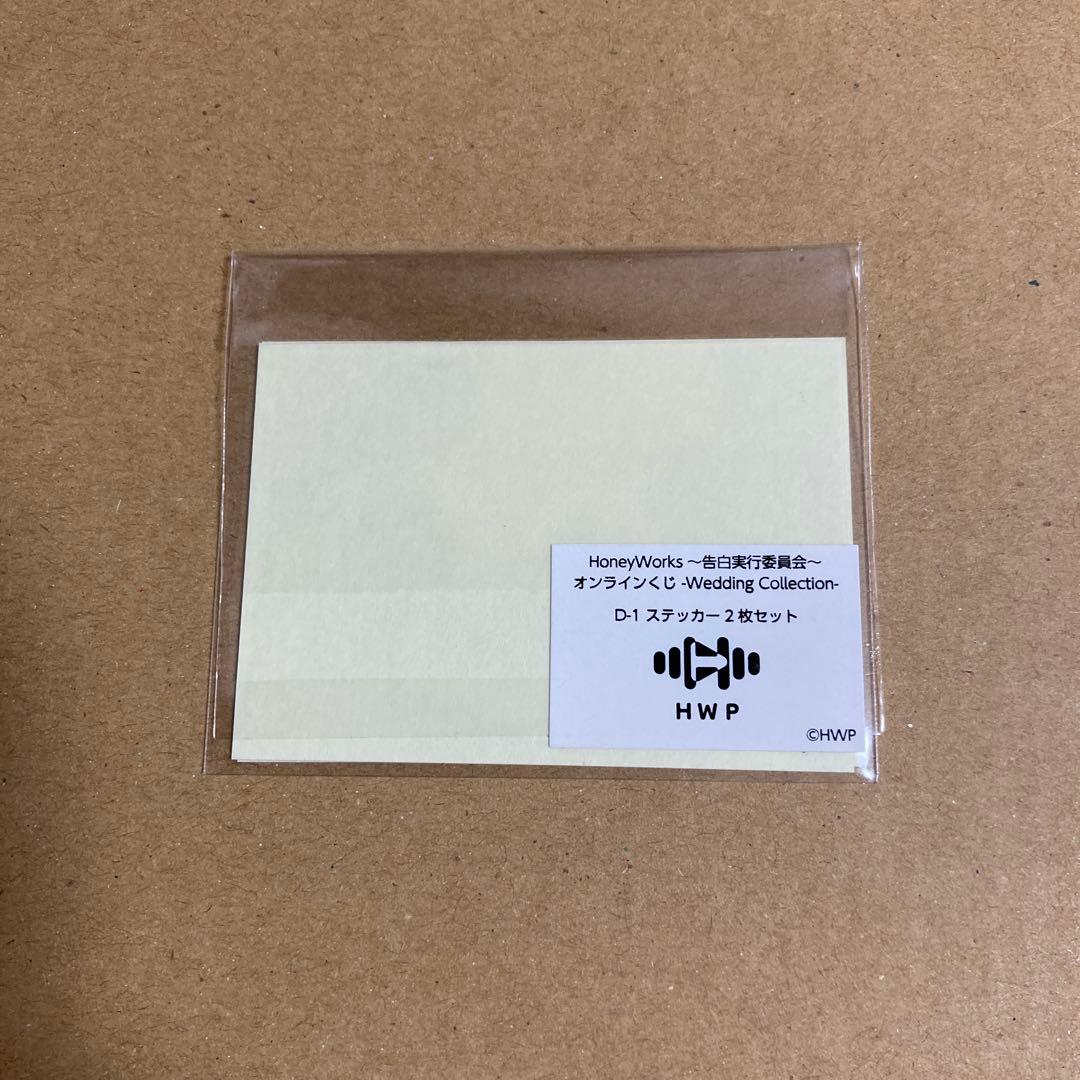 HoneyWorks ～告白実行委員会～
オンラインくじ -Wedding Collection-
D-1 ステッカー2枚セット
HWP
©HWP